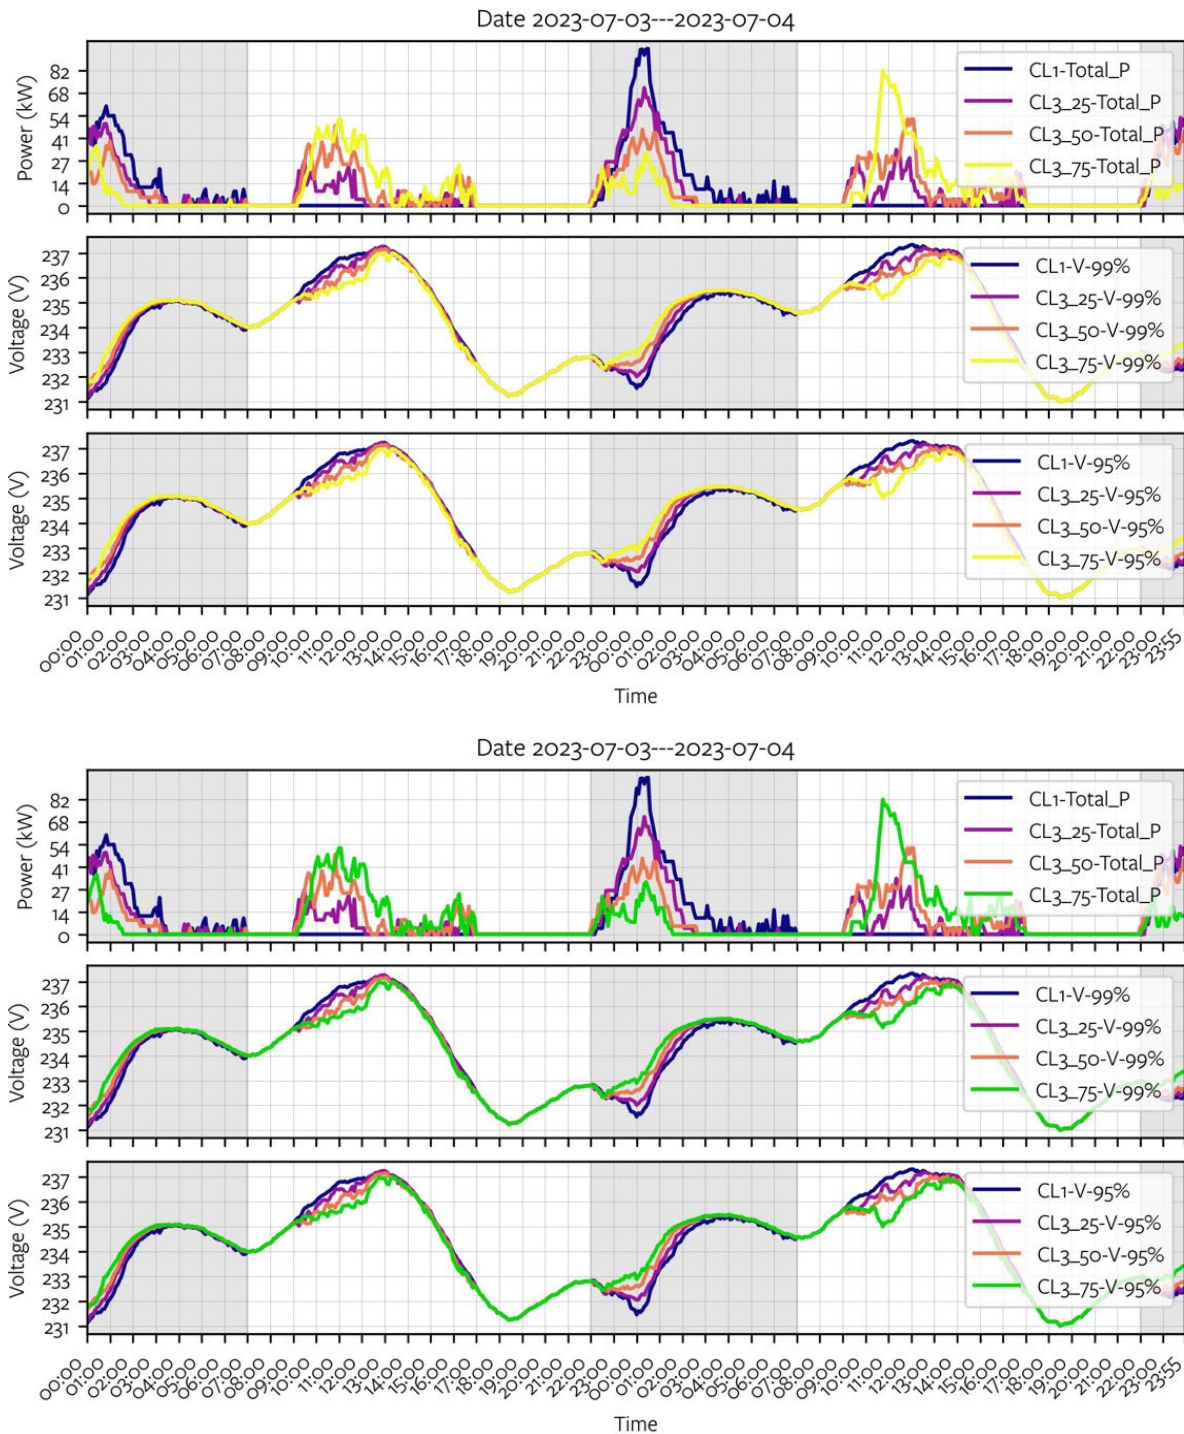 Date 2023-07-03---2023-07-04
Power (kW)
82
68
54
41
27
14
0
CL1-Total_P
CL3_25-Total_P
CL3_50-Total_P
CL3_75-Total_P
Voltage (V)
237
236
235
234
233
232
231
CL1-V-99%
CL3_25-V-99%
CL3_50-V-99%
CL3_75-V-99%
Voltage (V)
237
236
235
234
233
232
231
CL1-V-95%
CL3_25-V-95%
CL3_50-V-95%
CL3_75-V-95%
00:00 01:00 02:00 03:00 04:00 05:00 06:00 07:00 08:00 09:00 10:00 11:00 12:00 13:00 14:00 15:00 16:00 17:00 18:00 19:00 20:00 21:00 22:00 23:00 00:00 01:00 02:00 03:00 04:00 05:00 06:00 07:00 08:00 09:00 10:00 11:00 12:00 13:00 14:00 15:00 16:00 17:00 18:00 19:00 20:00 21:00 22:00 23:00 23:55
Time
Date 2023-07-03---2023-07-04
Power (kW)
82
68
54
41
27
14
0
CL1-Total_P
CL3_25-Total_P
CL3_50-Total_P
CL3_75-Total_P
Voltage (V)
237
236
235
234
233
232
231
CL1-V-99%
CL3_25-V-99%
CL3_50-V-99%
CL3_75-V-99%
Voltage (V)
237
236
235
234
233
232
231
CL1-V-95%
CL3_25-V-95%
CL3_50-V-95%
CL3_75-V-95%
00:00 01:00 02:00 03:00 04:00 05:00 06:00 07:00 08:00 09:00 10:00 11:00 12:00 13:00 14:00 15:00 16:00 17:00 18:00 19:00 20:00 21:00 22:00 23:00 00:00 01:00 02:00 03:00 04:00 05:00 06:00 07:00 08:00 09:00 10:00 11:00 12:00 13:00 14:00 15:00 16:00 17:00 18:00 19:00 20:00 21:00 22:00 23:00 23:55
Time